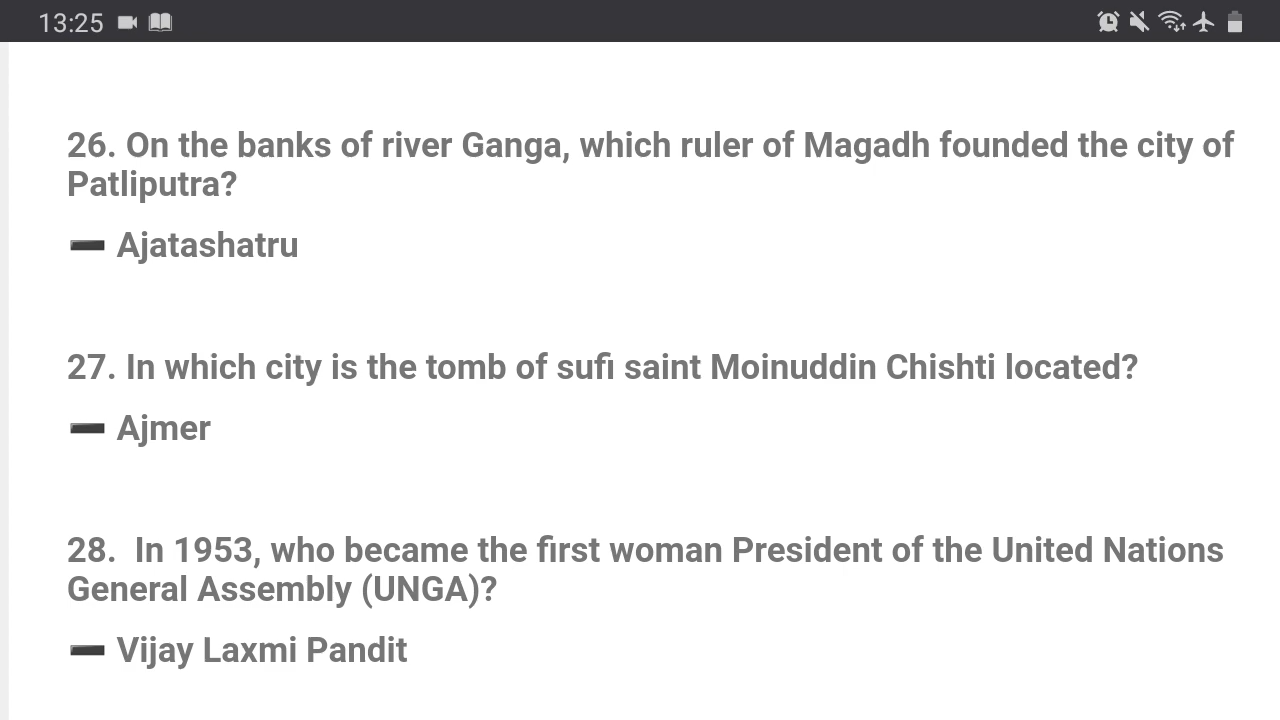 13:25
26. On the banks of river Ganga, which ruler of Magadh founded the city of
Patliputra?
➖ Ajatashatru
27. In which city is the tomb of sufi saint Moinuddin Chishti located?
➖ Ajmer
28.  In 1953, who became the first woman President of the United Nations
General Assembly (UNGA)?
➖ Vijay Laxmi Pandit